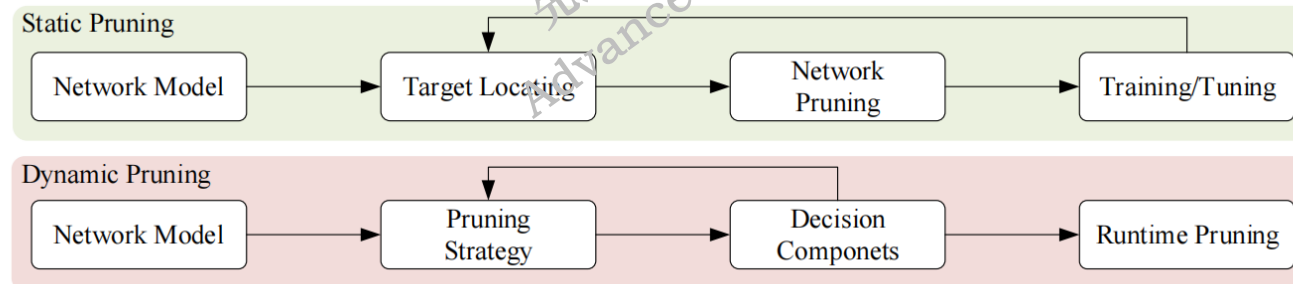 Static Pruning
Network Model
Target Locating
Network
Pruning
Training/Tuning
Dynamic Pruning
Network Model
Pruning
Strategy
Decision
Componets
Runtime Pruning
Advance